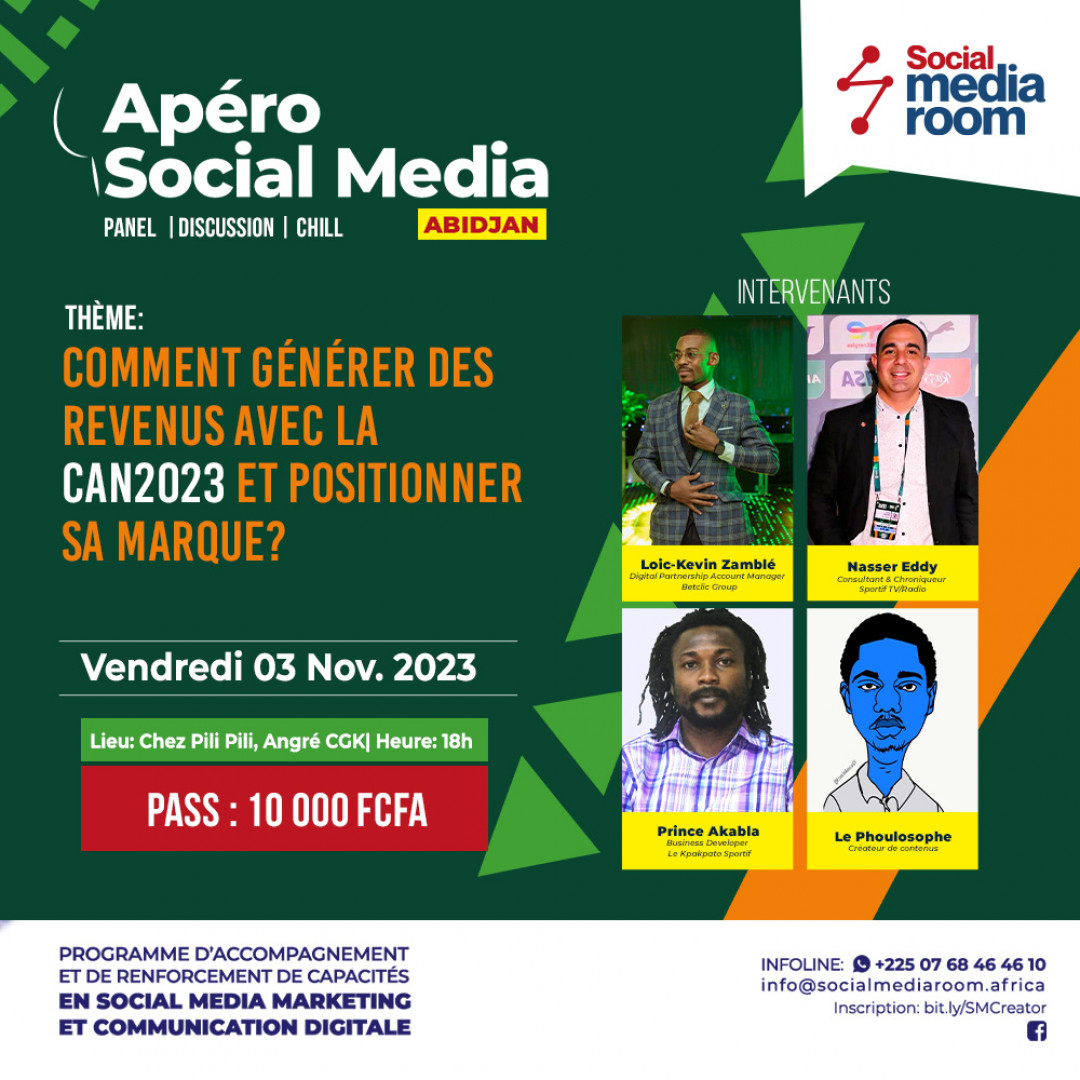 Apéro
Social Media
PANEL | DISCUSSION | CHILL
ABIDJAN
Social
media
room
THÈME:
COMMENT GÉNÉRER DES
REVENUS AVEC LA
CAN2023 ET POSITIONNER
SA MARQUE?
Vendredi 03 Nov. 2023
Lieu: Chez Pili Pili, Angré CGK| Heure: 18h
PASS : 10 000 FCFA
INTERVENANTS
Loic-Kevin Zamblé
Digital Partnership Account Manager
Betclic Group
Nasser Eddy
Consultant & Chroniqueur
Sportif TV/Radio
Prince Akabla
Business Developer
Le Kpakpato Sportif
Le Phoulosophe
Créateur de contenus
PROGRAMME D'ACCOMPAGNEMENT
ET DE RENFORCEMENT DE CAPACITÉS
EN SOCIAL MEDIA MARKETING
ET COMMUNICATION DIGITALE
INFOLINE: +225 07 68 46 46 10
info@socialmediaroom.africa
Inscription: bit.ly/SMCreator